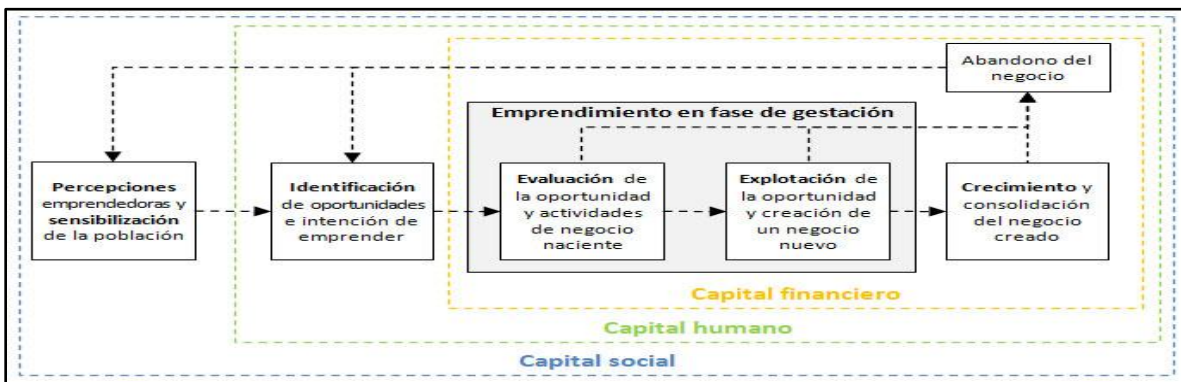 Abandono del
negocio
Emprendimiento en fase de gestación
Percepciones
emprendedoras y
sensibilización
de la población
Identificación
de oportunidades
e intención de
emprender
Evaluación de
la oportunidad
y actividades
de negocio
naciente
Explotación de
la oportunidad
y creación de
un negocio
nuevo
Crecimiento y
consolidación
del negocio
creado
Capital financiero
Capital humano
Capital social